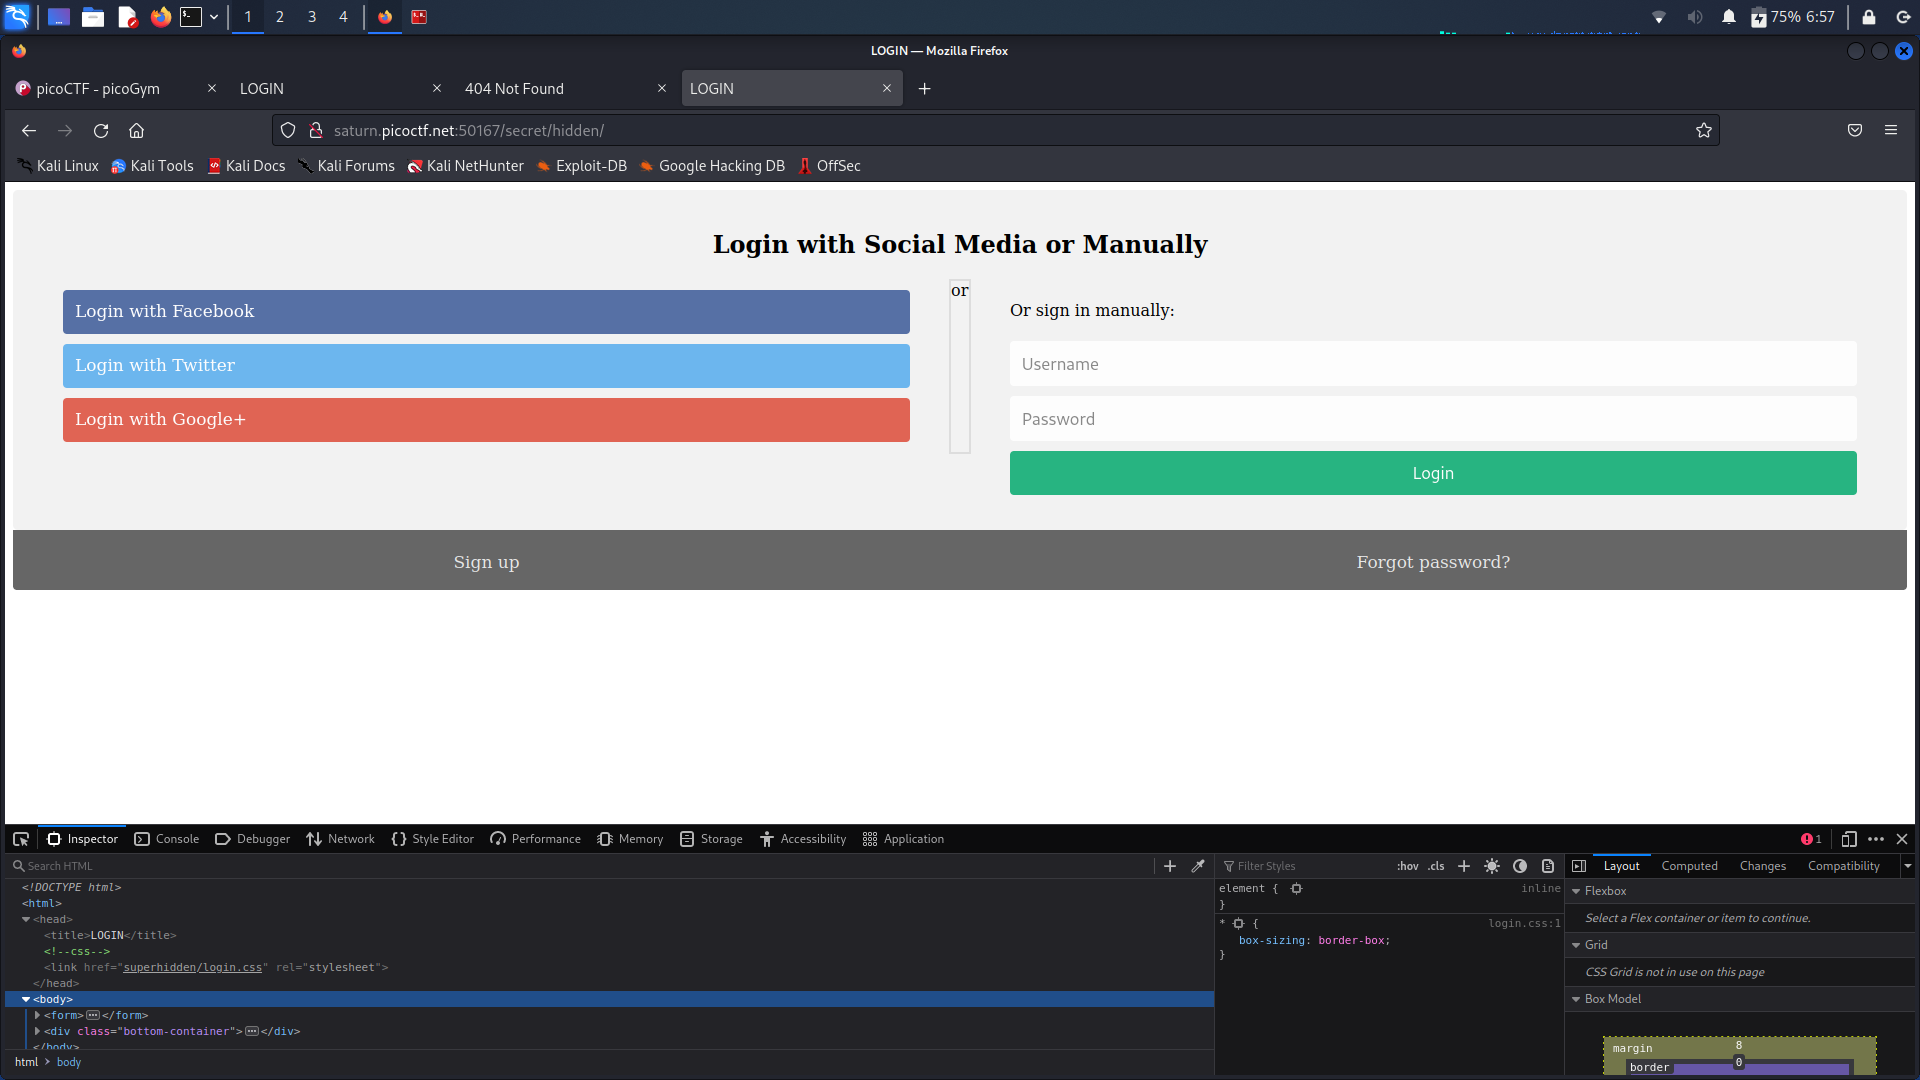 1 2 3 4 75% 6:57
LOGIN — Mozilla Firefox
picoCTF - picoGym LOGIN 404 Not Found LOGIN
saturn.picoctf.net:50167/secret/hidden/
Kali Linux Kali Tools Kali Docs Kali Forums Kali NetHunter Exploit-DB Google Hacking DB OffSec
Login with Social Media or Manually
Login with Facebook
Login with Twitter
Login with Google+
or
Or sign in manually:
Username
Password
Login
Sign up Forgot password?
Inspector Console Debugger Network Style Editor Performance Memory Storage Accessibility Application 1
Search HTML
<!DOCTYPE html>
<html>
<head>
<title>LOGIN</title>
<!--css-->
<link href="superhidden/login.css" rel="stylesheet">
</head>
<body>
<form></form>
<div class="bottom-container"></div>
</body>
html > body
Filter Styles :hov .cls
element { inline
}
* { login.css:1
box-sizing: border-box;
}
Layout Computed Changes Compatibility
Flexbox
Select a Flex container or item to continue.
Grid
CSS Grid is not in use on this page
Box Model
margin 8
border 0